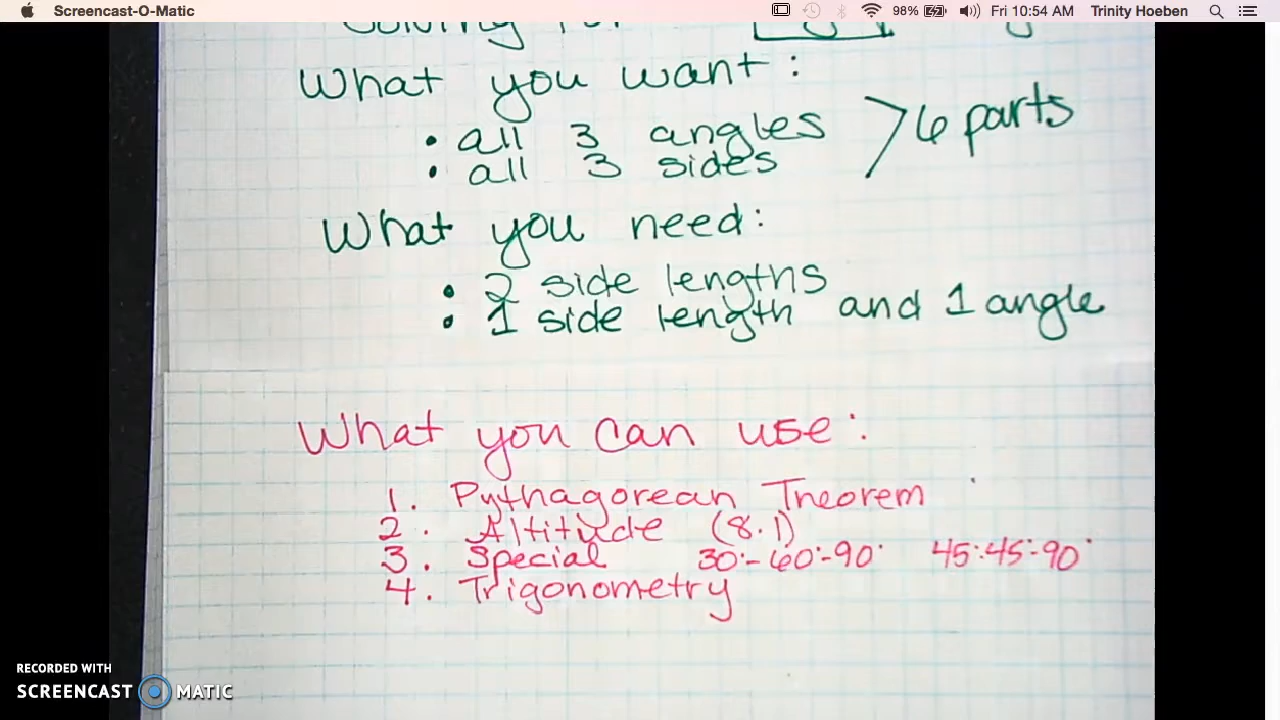 Screencast-O-Matic 98% Fri 10:54 AM Trinity Hoeben
Solving for
What you want:
• all 3 angles
• all 3 sides
> 6 parts
What you need:
• 2 side lengths
• 1 side length and 1 angle
What you can use:
1. Pythagorean Theorem
2. Altitude (8.1)
3. Special 30°-60°-90° 45°-45°-90°
4. Trigonometry
RECORDED WITH
SCREENCAST MATIC